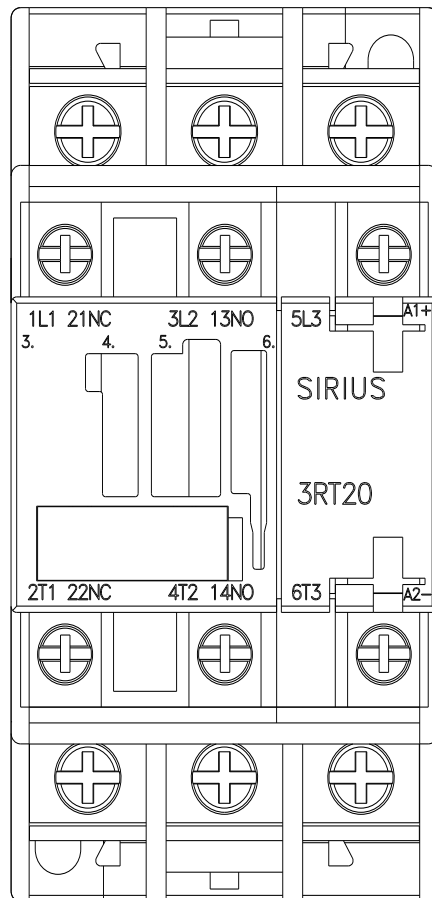 1L1 21NC 3L2 13NO 5L3 A1+
3. 4. 5. 6.
SIRIUS
3RT20
2T1 22NC 4T2 14NO 6T3 A2-